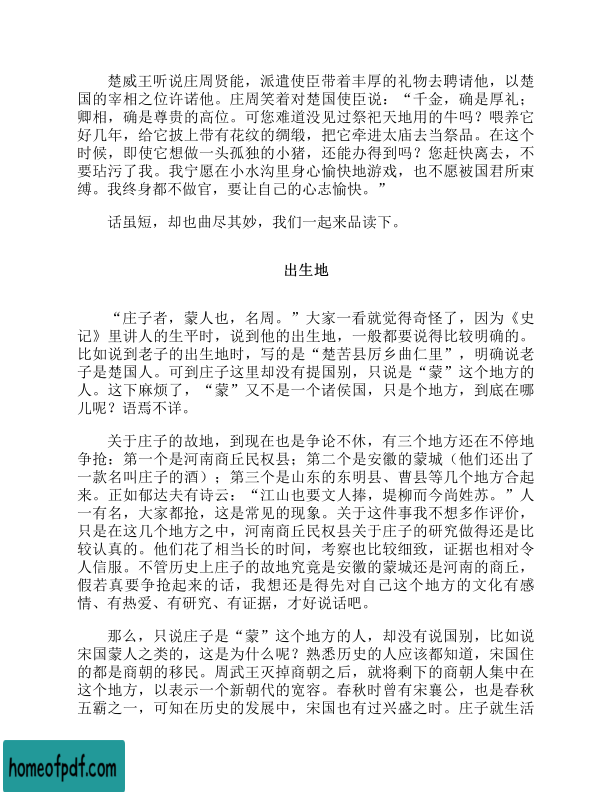 楚威王听说庄周贤能，派遣使臣带着丰厚的礼物去聘请他，以楚
国的宰相之位许诺他。庄周笑着对楚国使臣说：“千金，确是厚礼；
卿相，确是尊贵的高位。可您难道没见过祭祀天地用的牛吗？喂养它
好几年，给它披上带有花纹的绸缎，把它牵进太庙去当祭品。在这个
时候，即使它想做一头孤独的小猪，还能办得到吗？您赶快离去，不
要玷污了我。我宁愿在小水沟里身心愉快地游戏，也不愿被国君所束
缚。我终身都不做官，要让自己的心志愉快。”
话虽短，却也曲尽其妙，我们一起来品读下。
出生地
“庄子者，蒙人也，名周。”大家一看就觉得奇怪了，因为《史
记》里讲人的生平时，说到他的出生地，一般都要说得比较明确的。
比如说到老子的出生地时，写的是“楚苦县厉乡曲仁里”，明确说老
子是楚国人。可到庄子这里却没有提国别，只说是“蒙”这个地方的
人。这下麻烦了，“蒙”又不是一个诸侯国，只是个地方，到底在哪
儿呢？语焉不详。
关于庄子的故地，到现在也是争论不休，有三个地方还在不停地
争抢：第一个是河南商丘民权县；第二个是安徽的蒙城（他们还出了
一款名叫庄子的酒）；第三个是山东的东明县、曹县等几个地方合起
来。正如郁达夫有诗云：“江山也要文人捧，堤柳而今尚姓苏。”人
一有名，大家都抢，这是常见的现象。关于这件事我不想多作评价，
只是在这几个地方之中，河南商丘民权县关于庄子的研究做得还是比
较认真的。他们花了相当长的时间，考察也比较细致，证据也相对令
人信服。不管历史上庄子的故地究竟是安徽的蒙城还是河南的商丘，
假若真要争抢起来的话，我想还是得先对自己这个地方的文化有感
情、有热爱、有研究、有证据，才好说话吧。
那么，只说庄子是“蒙”这个地方的人，却没有说国别，比如说
宋国蒙人之类的，这是为什么呢？熟悉历史的人应该都知道，宋国住
的都是商朝的移民。周武王灭掉商朝之后，就将剩下的商朝人集中在
这个地方，以表示一个新朝代的宽容。春秋时曾有宋襄公，也是春秋
五霸之一，可知在历史的发展中，宋国也有过兴盛之时。庄子就生活
homeofpdf.com